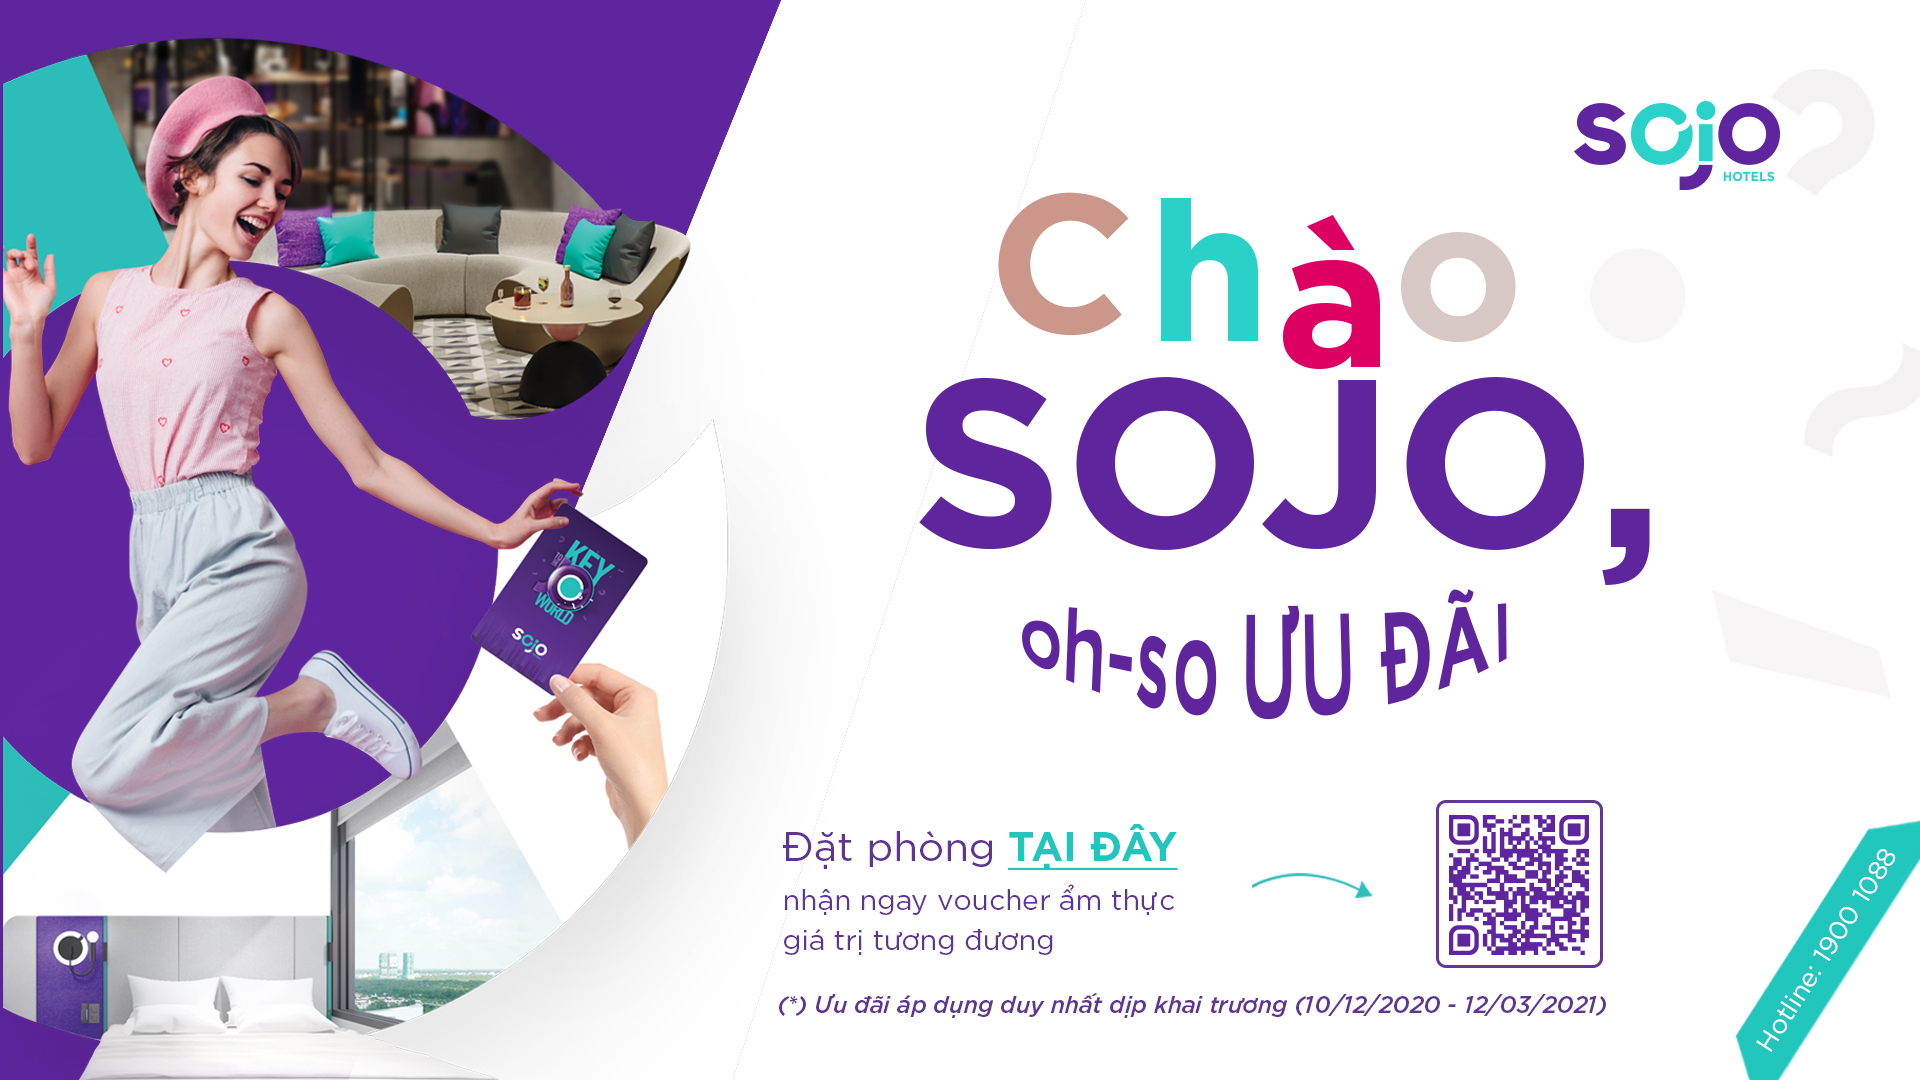 sojo
HOTELS
Chào
SOJO,
oh-so ƯU ĐÃI
KEY
TO
WORLD
sojo
Đặt phòng TẠI ĐÂY
nhận ngay voucher ẩm thực
giá trị tương đương
(*) Ưu đãi áp dụng duy nhất dịp khai trương (10/12/2020 - 12/03/2021)
Hotline: 1900 1088